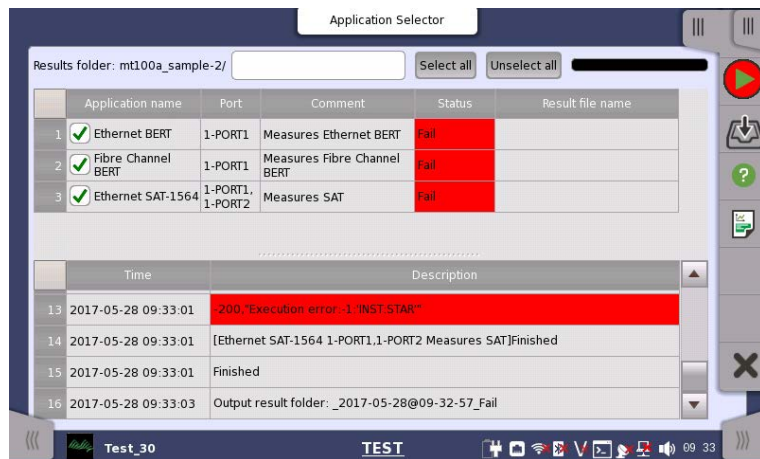 Application Selector
Results folder: mt100a_sample-2/
Select all
Unselect all
Application name Port Comment Status Result file name
1 Ethernet BERT 1-PORT1 Measures Ethernet BERT Fail
2 Fibre Channel BERT 1-PORT1 Measures Fibre Channel BERT Fail
3 Ethernet SAT-1564 1-PORT1, 1-PORT2 Measures SAT Fail
Time Description
13 2017-05-28 09:33:01 -200,"Execution error:-1:'INST:STAR'"
14 2017-05-28 09:33:01 [Ethernet SAT-1564 1-PORT1,1-PORT2 Measures SAT]Finished
15 2017-05-28 09:33:01 Finished
16 2017-05-28 09:33:03 Output result folder: _2017-05-28@09-32-57_Fail
Test_30
TEST
09 33